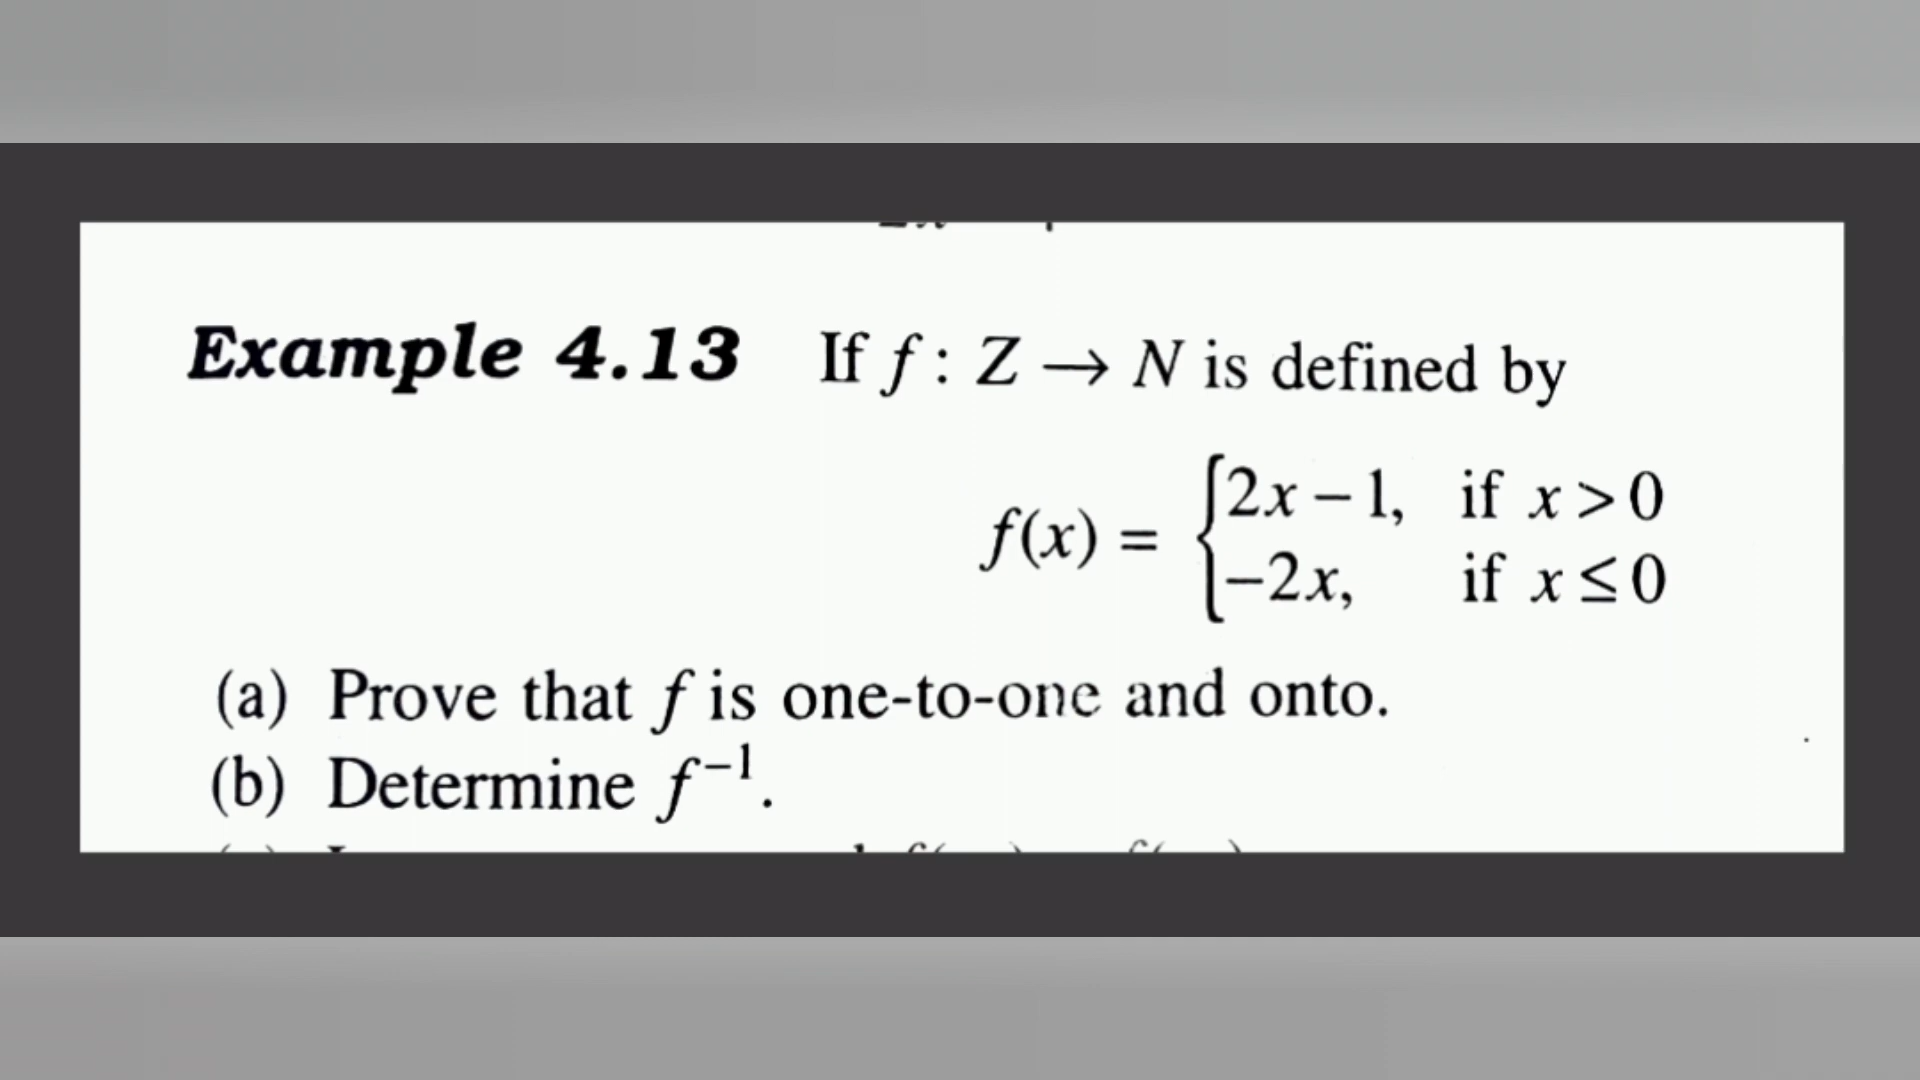 Example 4.13 If f : Z → N is defined by
f(x) = { 2x – 1, if x > 0
–2x, if x ≤ 0
(a) Prove that f is one-to-one and onto.
(b) Determine f⁻¹.